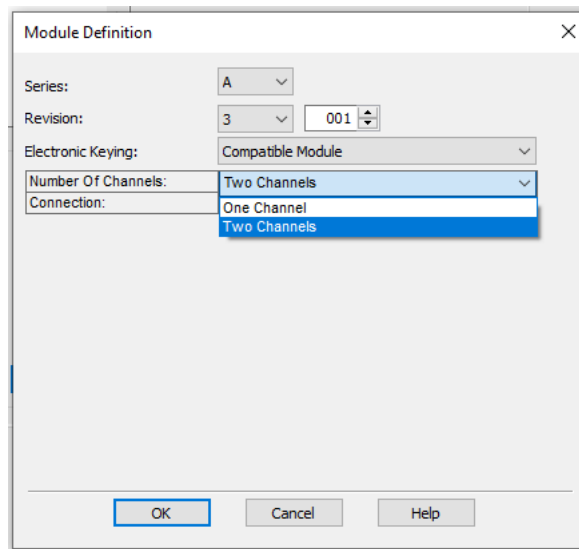 Module Definition
Series: A
Revision: 3 001
Electronic Keying: Compatible Module
Number Of Channels: Two Channels
Connection:
One Channel
Two Channels
OK Cancel Help